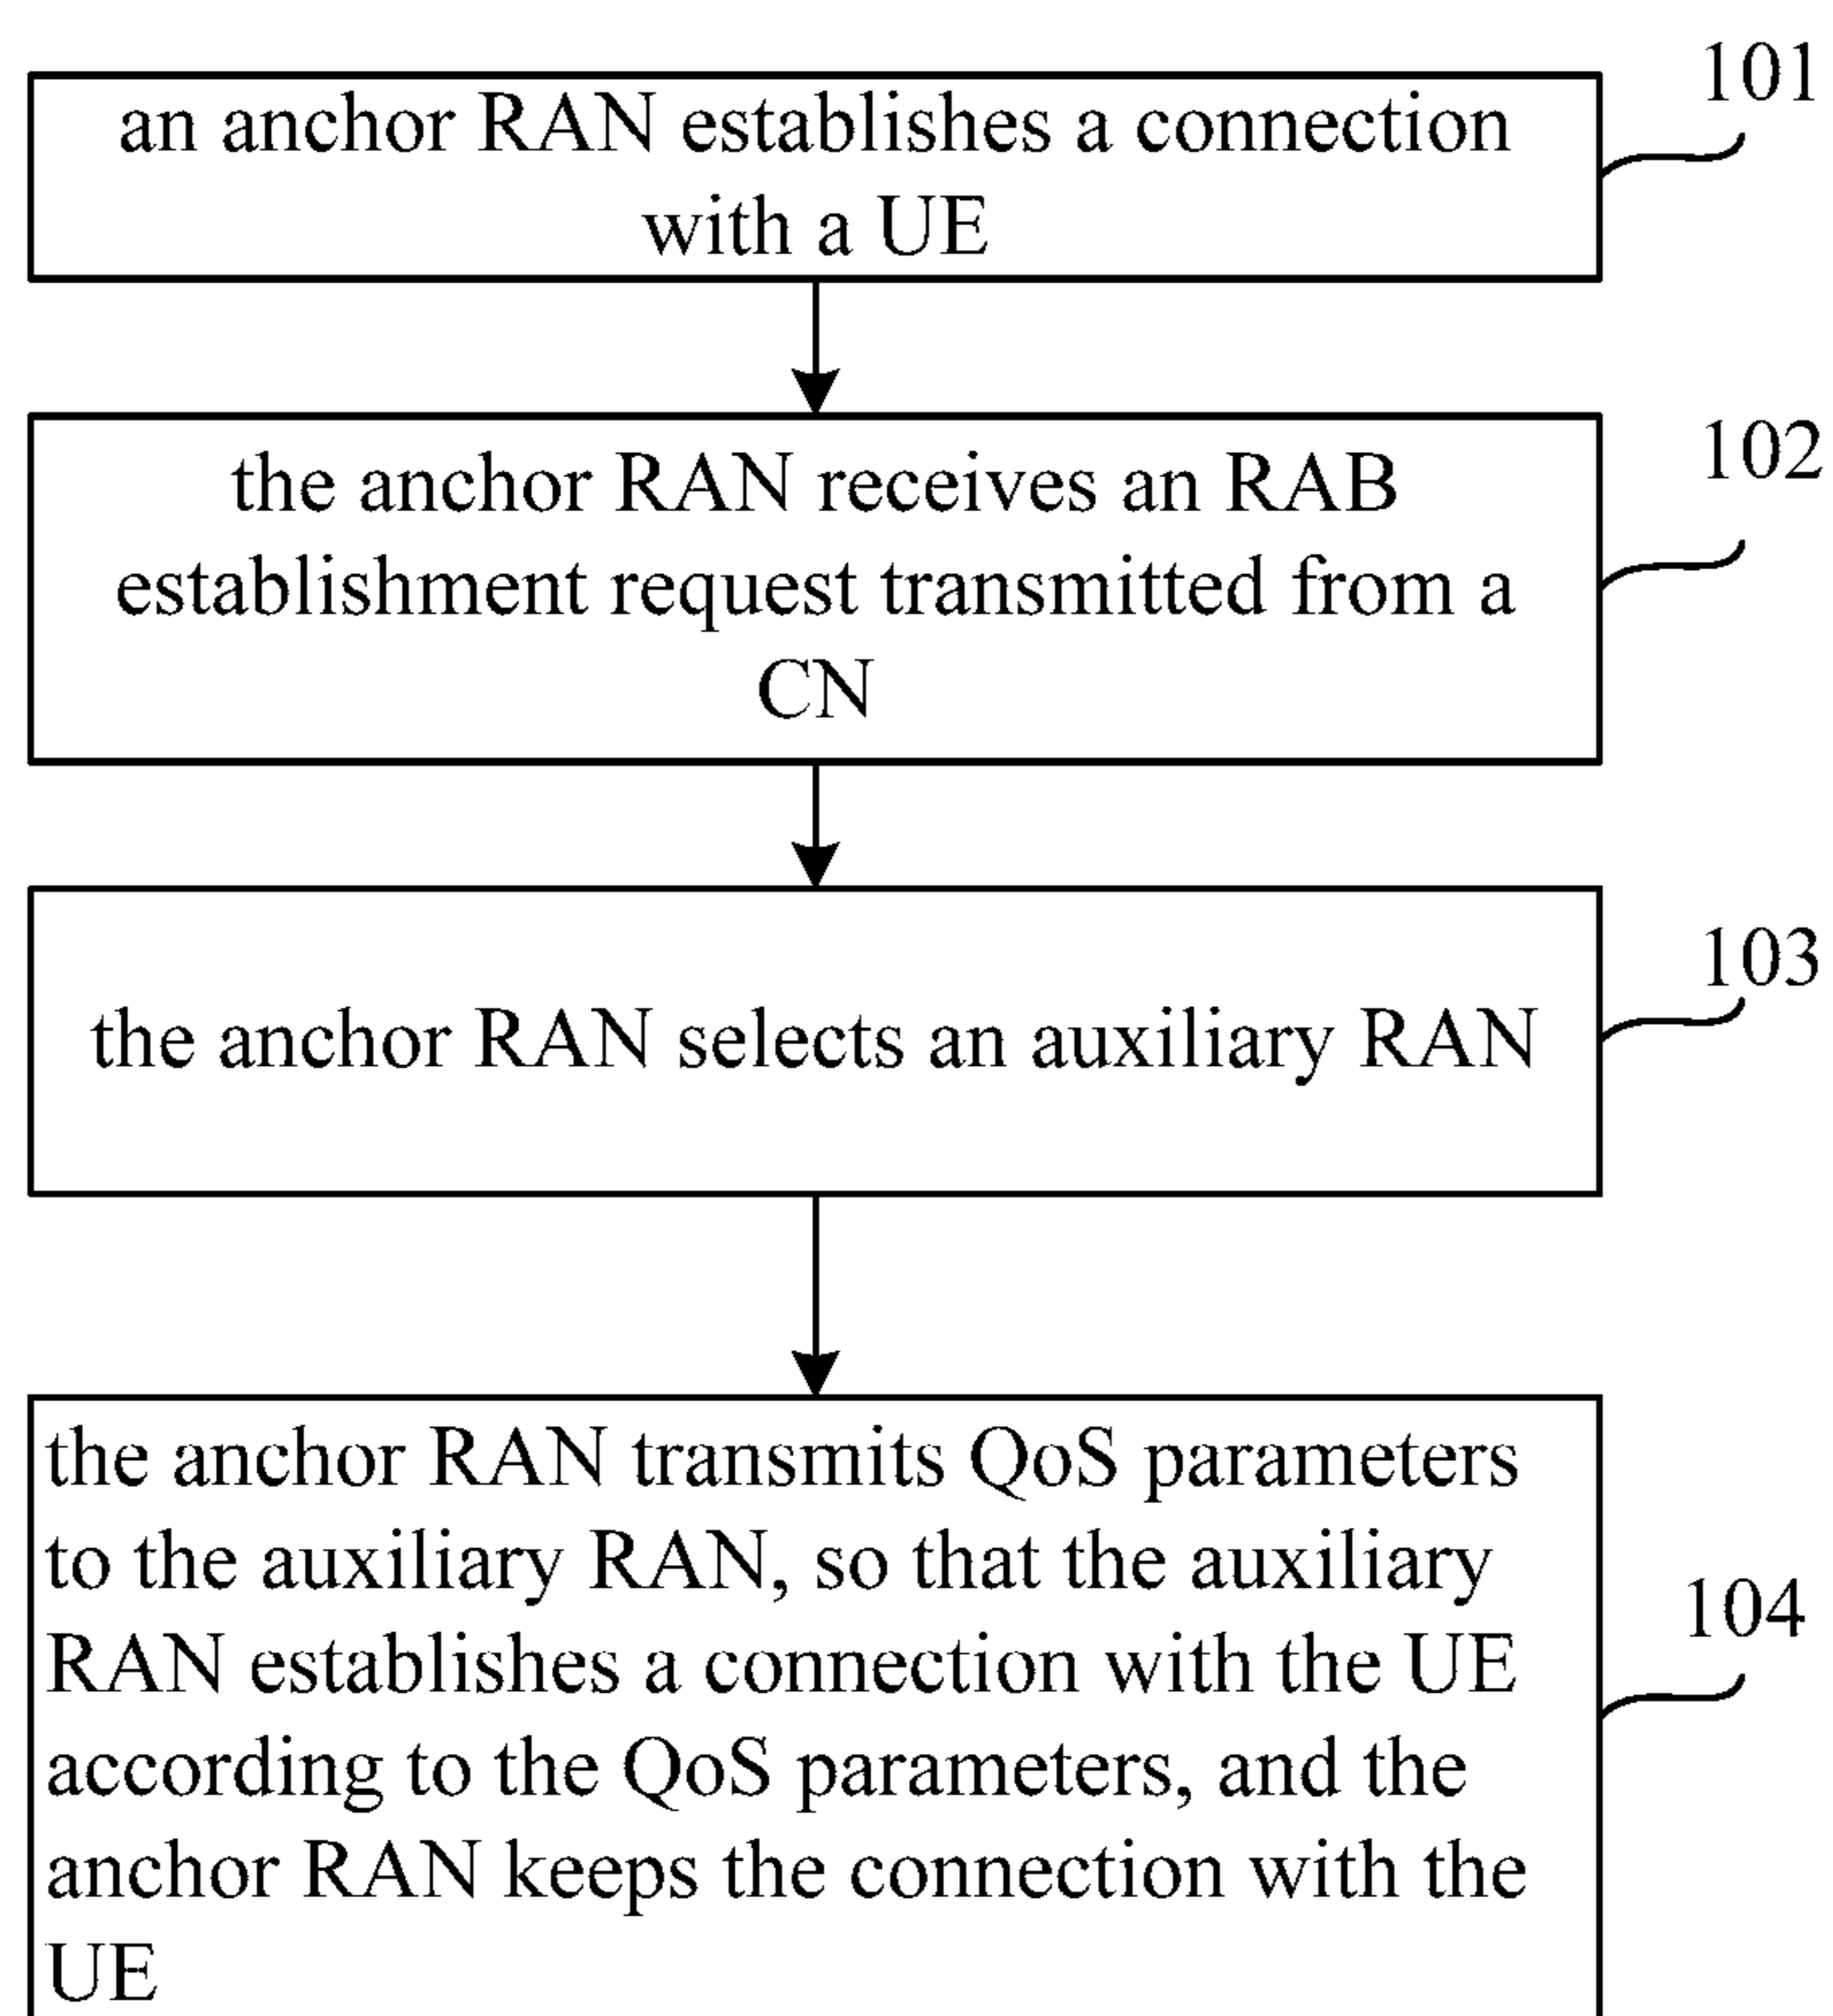 101
an anchor RAN establishes a connection
with a UE
102
the anchor RAN receives an RAB
establishment request transmitted from a
CN
103
the anchor RAN selects an auxiliary RAN
the anchor RAN transmits QoS parameters
to the auxiliary RAN, so that the auxiliary
104
RAN establishes a connection with the UE
according to the QoS parameters, and the
anchor RAN keeps the connection with the
UE